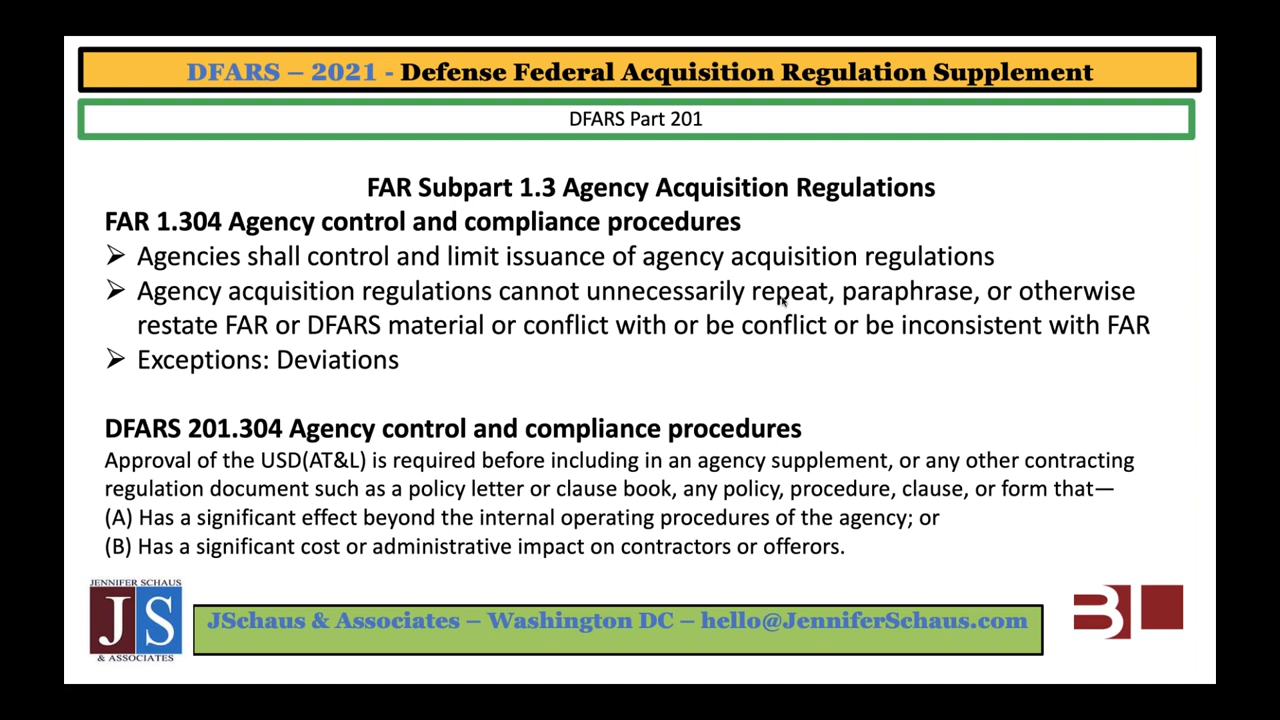 DFARS – 2021 - Defense Federal Acquisition Regulation Supplement
DFARS Part 201
FAR Subpart 1.3 Agency Acquisition Regulations
FAR 1.304 Agency control and compliance procedures
➢ Agencies shall control and limit issuance of agency acquisition regulations
➢ Agency acquisition regulations cannot unnecessarily repeat, paraphrase, or otherwise
restate FAR or DFARS material or conflict with or be conflict or be inconsistent with FAR
➢ Exceptions: Deviations
DFARS 201.304 Agency control and compliance procedures
Approval of the USD(AT&L) is required before including in an agency supplement, or any other contracting
regulation document such as a policy letter or clause book, any policy, procedure, clause, or form that—
(A) Has a significant effect beyond the internal operating procedures of the agency; or
(B) Has a significant cost or administrative impact on contractors or offerors.
JENNIFER SCHAUS
JS
& ASSOCIATES
JSchaus & Associates – Washington DC – hello@JenniferSchaus.com
B